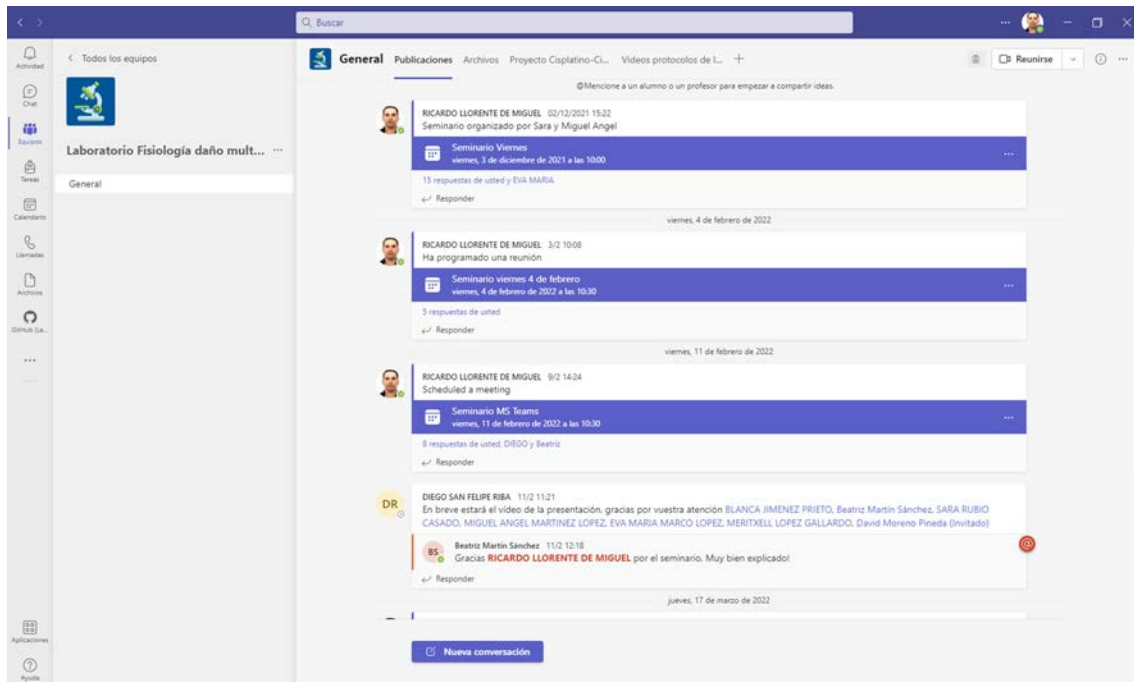 Buscar
Actividad
Chat
Equipos
Tareas
Calendario
Llamadas
Archivos
GitHub (La...
Aplicaciones
Ayuda
Todos los equipos
Laboratorio Fisiología daño mult...
General
General Publicaciones Archivos Proyecto Cisplatino-Ci... Videos protocolos de l...
Reunirse
@Mencione a un alumno o un profesor para empezar a compartir ideas.
RICARDO LLORENTE DE MIGUEL 02/12/2021 15:22
Seminario organizado por Sara y Miguel Angel
Seminario Viernes
viernes, 3 de diciembre de 2021 a las 10:00
15 respuestas de usted y EVA MARIA
Responder
viernes, 4 de febrero de 2022
RICARDO LLORENTE DE MIGUEL 3/2 10:08
Ha programado una reunión
Seminario viernes 4 de febrero
viernes, 4 de febrero de 2022 a las 10:30
5 respuestas de usted
Responder
viernes, 11 de febrero de 2022
RICARDO LLORENTE DE MIGUEL 9/2 14:24
Scheduled a meeting
Seminario MS Teams
viernes, 11 de febrero de 2022 a las 10:30
8 respuestas de usted, DIEGO y Beatriz
Responder
DR
DIEGO SAN FELIPE RIBA 11/2 11:21
En breve estará el vídeo de la presentación, gracias por vuestra atención BLANCA JIMENEZ PRIETO, Beatriz Martín Sánchez, SARA RUBIO
CASADO, MIGUEL ANGEL MARTINEZ LOPEZ, EVA MARIA MARCO LOPEZ, MERITXELL LOPEZ GALLARDO, David Moreno Pineda (Invitado)
BS
Beatriz Martín Sánchez 11/2 12:18
Gracias RICARDO LLORENTE DE MIGUEL por el seminario. Muy bien explicado!
Responder
jueves, 17 de marzo de 2022
Nueva conversación